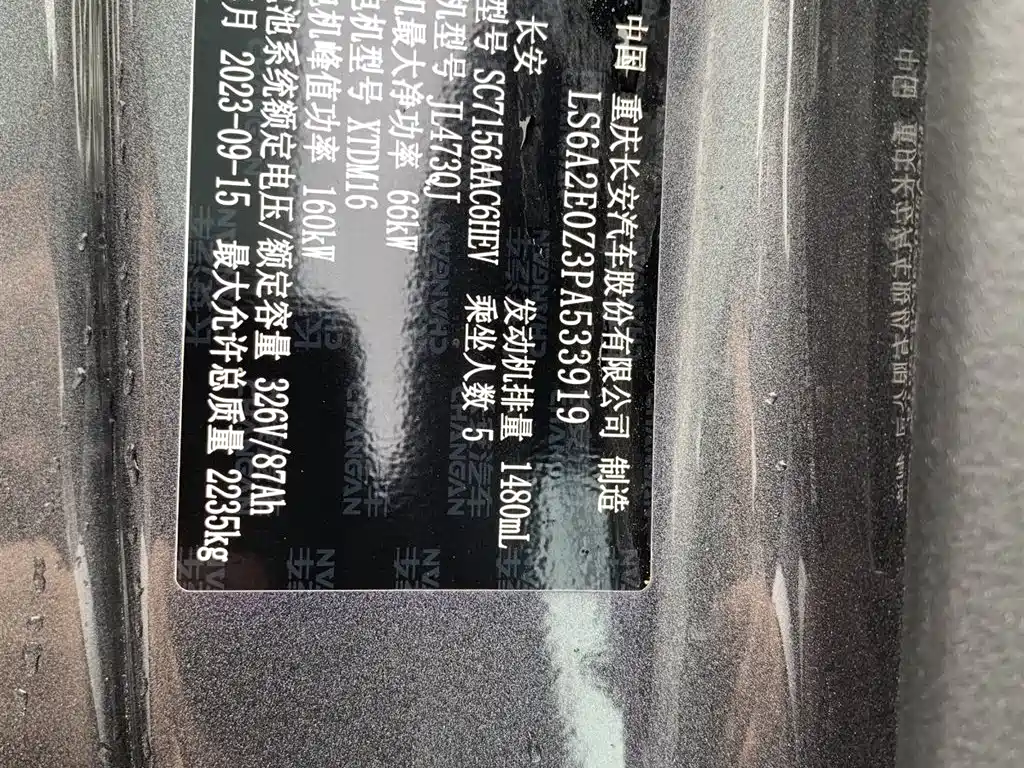 中国 重庆长安汽车股份有限公司 制造
LS6A2E0Z3PA533919
长安 发动机排量 1480mL
型号 SC7156AAC6HEV 乘坐人数 5
机型号 JL473QJ
机最大净功率 66kW
电机型号 XTDM16
电机峰值功率 160kW
电池系统额定电压/额定容量 326V/87Ah
年月 2023-09-15 最大允许总质量 2235kg